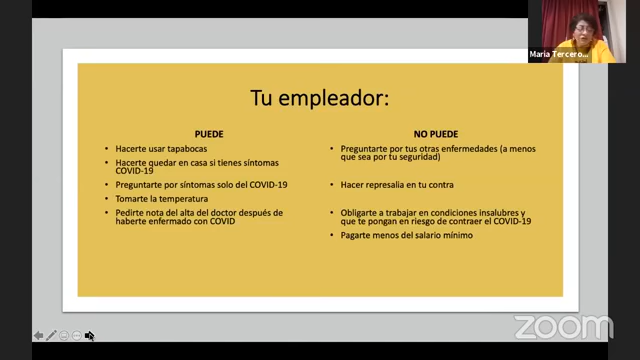 Maria Tercero...
Tu empleador:
PUEDE
• Hacerte usar tapabocas
• Hacerte quedar en casa si tienes síntomas
COVID-19
• Preguntarte por síntomas solo del COVID-19
• Tomarte la temperatura
• Pedirte nota del alta del doctor después de
haberte enfermado con COVID
NO PUEDE
• Preguntarte por tus otras enfermedades (a menos
que sea por tu seguridad)
• Hacer represalia en tu contra
• Obligarte a trabajar en condiciones insalubres y
que te pongan en riesgo de contraer el COVID-19
• Pagarte menos del salario mínimo
zoom